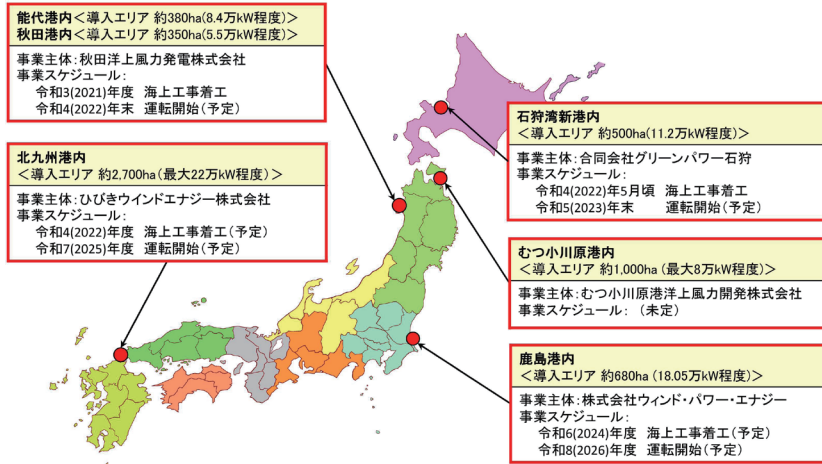 能代港内＜導入エリア 約380ha(8.4万kW程度)＞
秋田港内＜導入エリア 約350ha(5.5万kW程度)＞
事業主体：秋田洋上風力発電株式会社
事業スケジュール：
令和3(2021)年度 海上工事着工
令和4(2022)年末 運転開始(予定)
北九州港内
＜導入エリア 約2,700ha(最大22万kW程度)＞
事業主体：ひびきウインドエナジー株式会社
事業スケジュール：
令和4(2022)年度 海上工事着工(予定)
令和7(2025)年度 運転開始(予定)
石狩湾新港内
＜導入エリア 約500ha(11.2万kW程度)＞
事業主体：合同会社グリーンパワー石狩
事業スケジュール：
令和4(2022)年5月頃 海上工事着工
令和5(2023)年末 運転開始(予定)
むつ小川原港内
＜導入エリア 約1,000ha (最大8万kW程度)＞
事業主体：むつ小川原港洋上風力開発株式会社
事業スケジュール： (未定)
鹿島港内
＜導入エリア 約680ha (18.05万kW程度)＞
事業主体：株式会社ウィンド・パワー・エナジー
事業スケジュール：
令和6(2024)年度 海上工事着工(予定)
令和8(2026)年度 運転開始(予定)